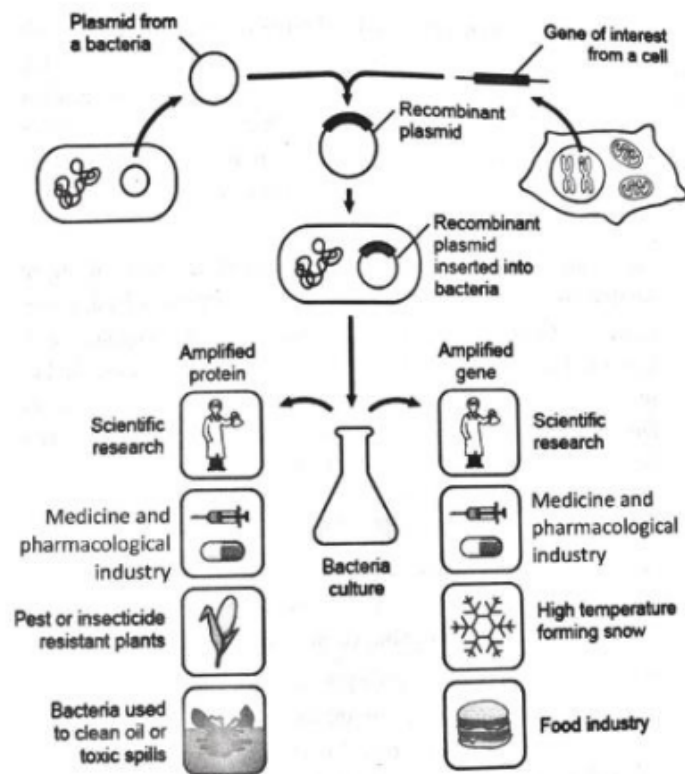 Plasmid from
a bacteria
Gene of interest
from a cell
Recombinant
plasmid
Recombinant
plasmid
inserted into
bacteria
Amplified
protein
Amplified
gene
Scientific
research
Scientific
research
Medicine and
pharmacological
industry
Medicine and
pharmacological
industry
Bacteria
culture
Pest or insecticide
resistant plants
High temperature
forming snow
Bacteria used
to clean oil or
toxic spills
Food industry